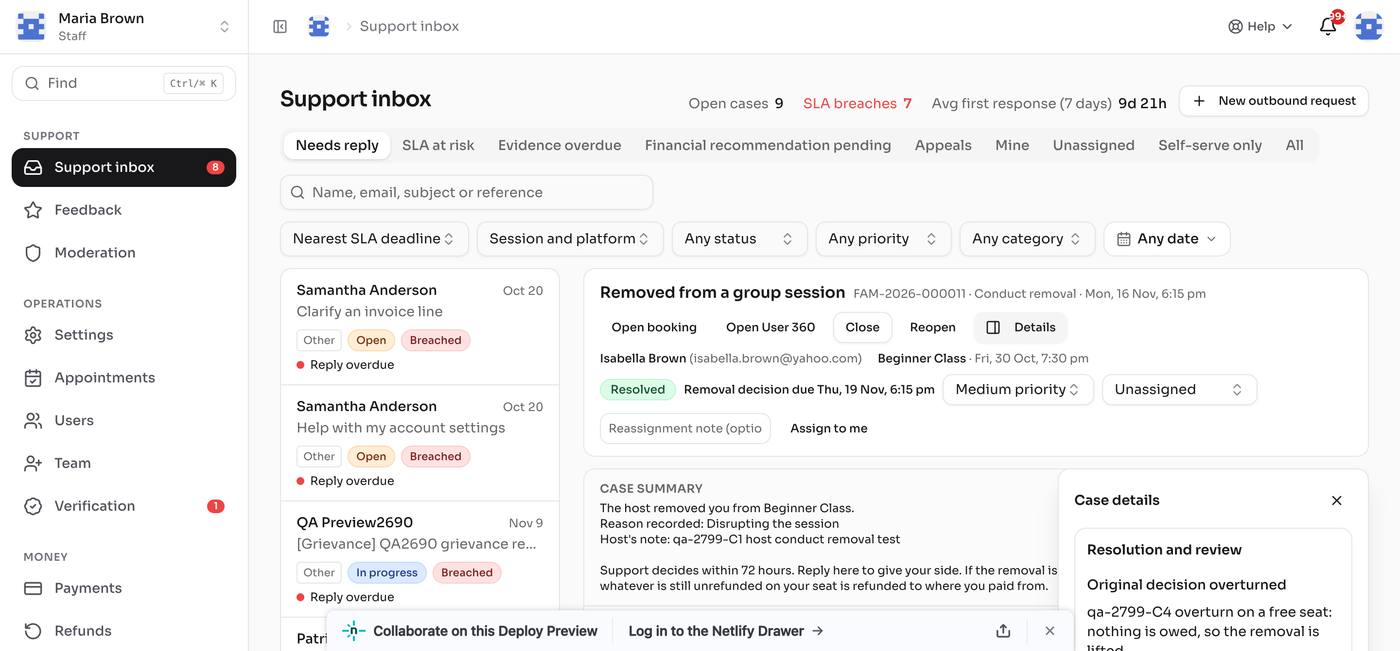 Maria Brown
Staff
Support inbox
Help
99+
Find
Ctrl/⌘ K
SUPPORT
Support inbox
8
Feedback
Moderation
OPERATIONS
Settings
Appointments
Users
Team
Verification
1
MONEY
Payments
Refunds
Support inbox
Open cases 9
SLA breaches 7
Avg first response (7 days) 9d 21h
New outbound request
Needs reply
SLA at risk
Evidence overdue
Financial recommendation pending
Appeals
Mine
Unassigned
Self-serve only
All
Name, email, subject or reference
Nearest SLA deadline
Session and platform
Any status
Any priority
Any category
Any date
Samantha Anderson
Oct 20
Clarify an invoice line
Other
Open
Breached
Reply overdue
Samantha Anderson
Oct 20
Help with my account settings
Other
Open
Breached
Reply overdue
QA Preview2690
Nov 9
[Grievance] QA2690 grievance re...
Other
In progress
Breached
Reply overdue
Patri
Removed from a group session
FAM-2026-000011 · Conduct removal · Mon, 16 Nov, 6:15 pm
Open booking
Open User 360
Close
Reopen
Details
Isabella Brown (isabella.brown@yahoo.com)
Beginner Class · Fri, 30 Oct, 7:30 pm
Resolved
Removal decision due Thu, 19 Nov, 6:15 pm
Medium priority
Unassigned
Reassignment note (optio
Assign to me
CASE SUMMARY
The host removed you from Beginner Class.
Reason recorded: Disrupting the session
Host's note: qa-2799-C1 host conduct removal test
Support decides within 72 hours. Reply here to give your side. If the removal is
whatever is still unrefunded on your seat is refunded to where you paid from.
Case details
Resolution and review
Original decision overturned
qa-2799-C4 overturn on a free seat:
nothing is owed, so the removal is
lifted
Collaborate on this Deploy Preview
Log in to the Netlify Drawer →